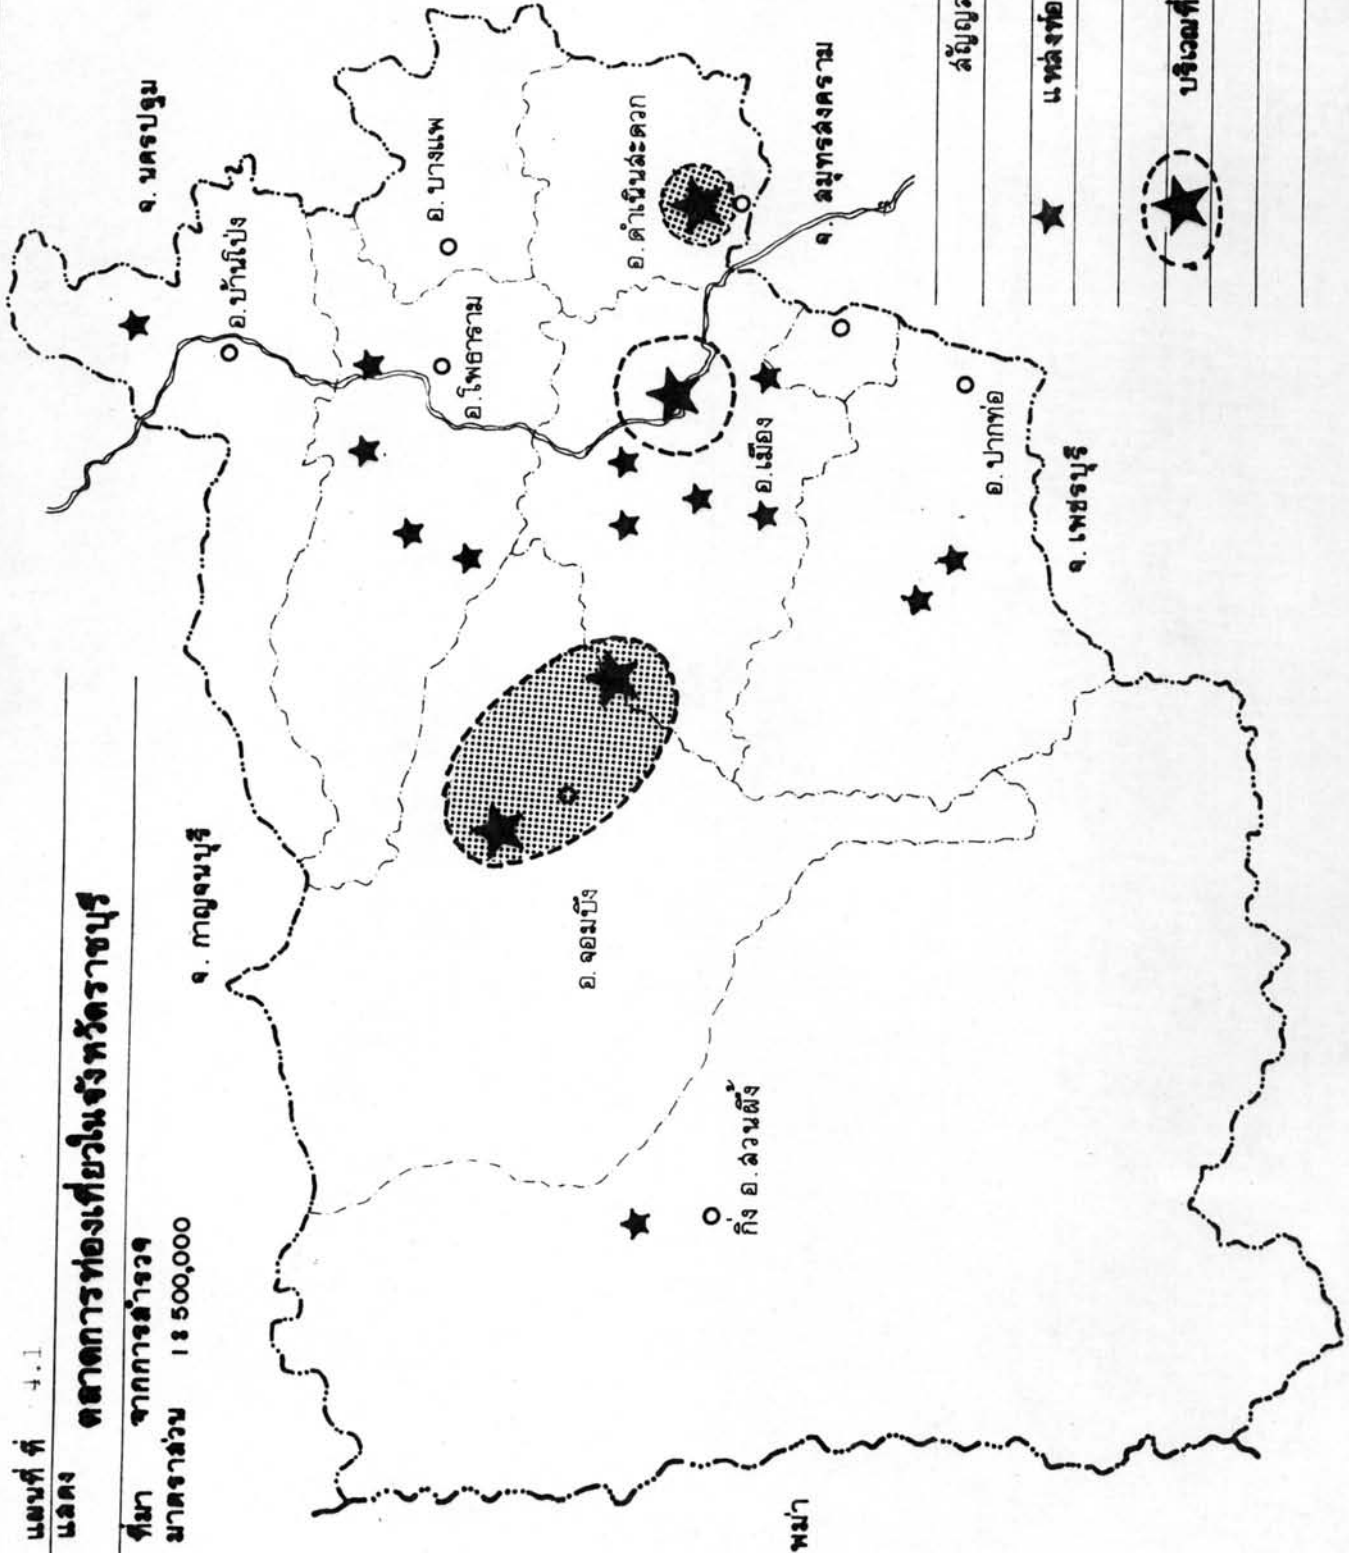 แผนที่ ที่ 4.1
แสดง
ตลาดการท่องเที่ยวในจังหวัดราชบุรี
ที่มา จากการสำรวจ
มาตราส่วน 1:500,000
จ. กาญจนบุรี
จ. นครปฐม
อ. บ้านโป่ง
อ. บางแพ
อ. โพธาราม
อ. ดำเนินสะดวก
จ. สมุทรสงคราม
อ. เมือง
อ. ปากท่อ
จ. เพชรบุรี
อ. จอมบึง
กิ่ง อ. สวนผึ้ง
พม่า
สัญญูร
แหล่งท่อ
บริเวณที่